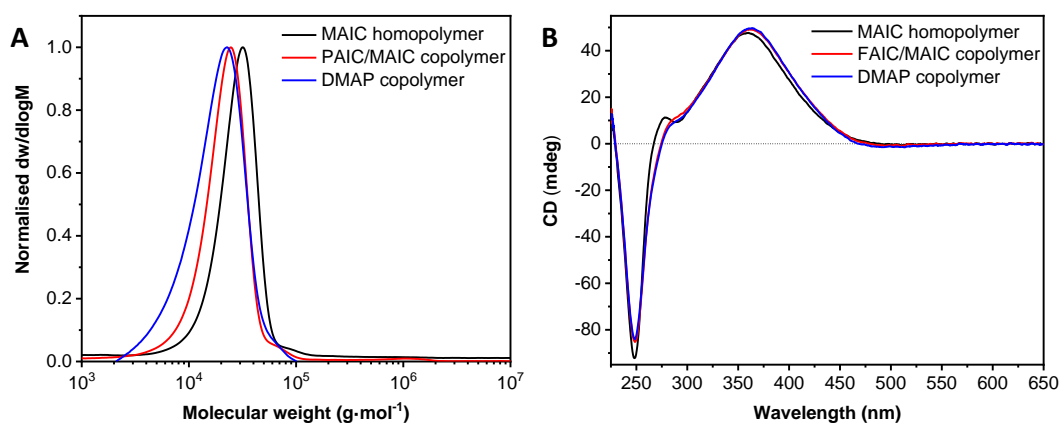 A
MAIC homopolymer
PAIC/MAIC copolymer
DMAP copolymer
Normalised dw/dlogM
1.0
0.8
0.6
0.4
0.2
0.0
10³ 10⁴ 10⁵ 10⁶ 10⁷
Molecular weight (g·mol⁻¹)
B
MAIC homopolymer
FAIC/MAIC copolymer
DMAP copolymer
CD (mdeg)
40
20
0
-20
-40
-60
-80
250 300 350 400 450 500 550 600 650
Wavelength (nm)